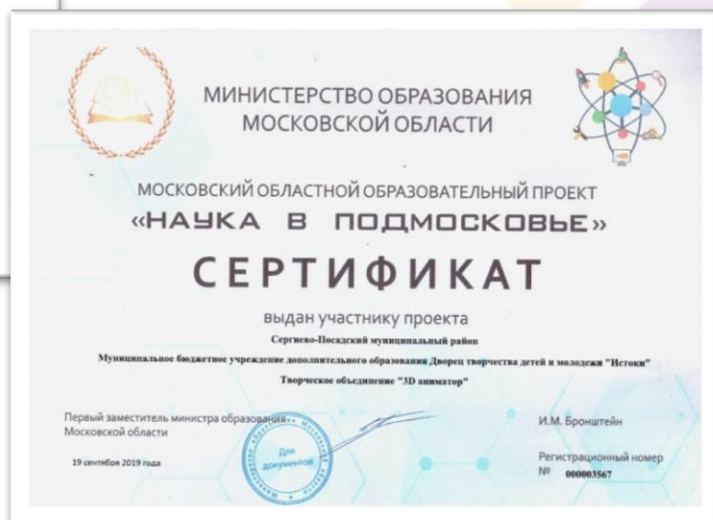 МИНИСТЕРСТВО ОБРАЗОВАНИЯ
МОСКОВСКОЙ ОБЛАСТИ
МОСКОВСКИЙ ОБЛАСТНОЙ ОБРАЗОВАТЕЛЬНЫЙ ПРОЕКТ
«НАУКА В ПОДМОСКОВЬЕ»
СЕРТИФИКАТ
выдан участнику проекта
Сергиево-Посадский муниципальный район
Муниципальное бюджетное учреждение дополнительного образования Дворец творчества детей и молодежи "Истоки"
Творческое объединение "3D аниматор"
Первый заместитель министра образования
Московской области
И.М. Бронштейн
Для
документов
19 сентября 2019 года
Регистрационный номер
№ 000003567